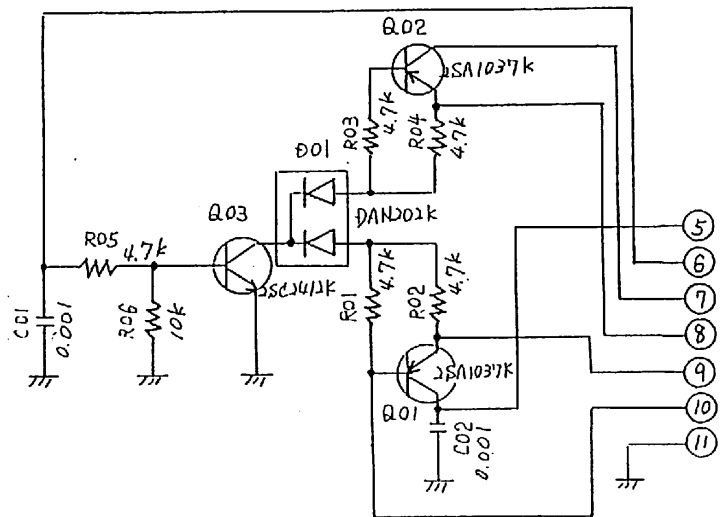 Q02
2SA1037K
R03
4.7k
R04
4.7k
D01
DAN202K
Q03
R05
4.7k
2SC2412K
C01
0.001
R06
10k
R01
4.7k
R02
4.7k
2SA1037K
Q01
C02
0.001
5
6
7
8
9
10
11